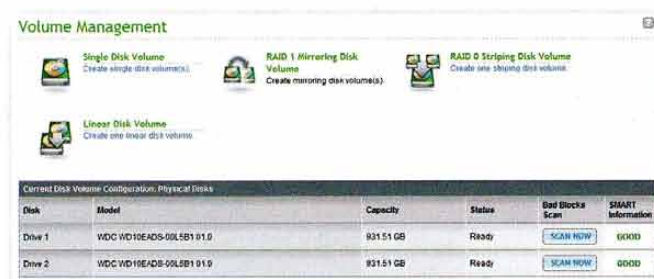 Volume Management
Single Disk Volume
Create single disk volume(s).
RAID 1 Mirroring Disk
Volume
Create mirroring disk volume(s).
RAID 0 Striping Disk Volume
Create one striping disk volume.
Linear Disk Volume
Create one linear disk volume.
Current Disk Volume Configuration: Physical Disks
Disk Model Capacity Status Bad Blocks Scan SMART Information
Drive 1 WDC WD10EADS-00L5B1 01.0 931.51 GB Ready SCAN NOW GOOD
Drive 2 WDC WD10EADS-00L5B1 01.0 931.51 GB Ready SCAN NOW GOOD